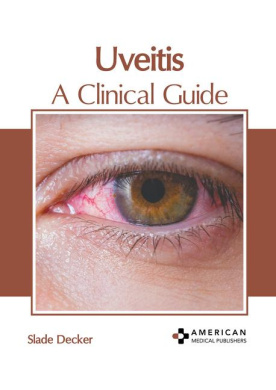 Uveitis
A Clinical Guide
Slade Decker
AMERICAN
MEDICAL PUBLISHERS